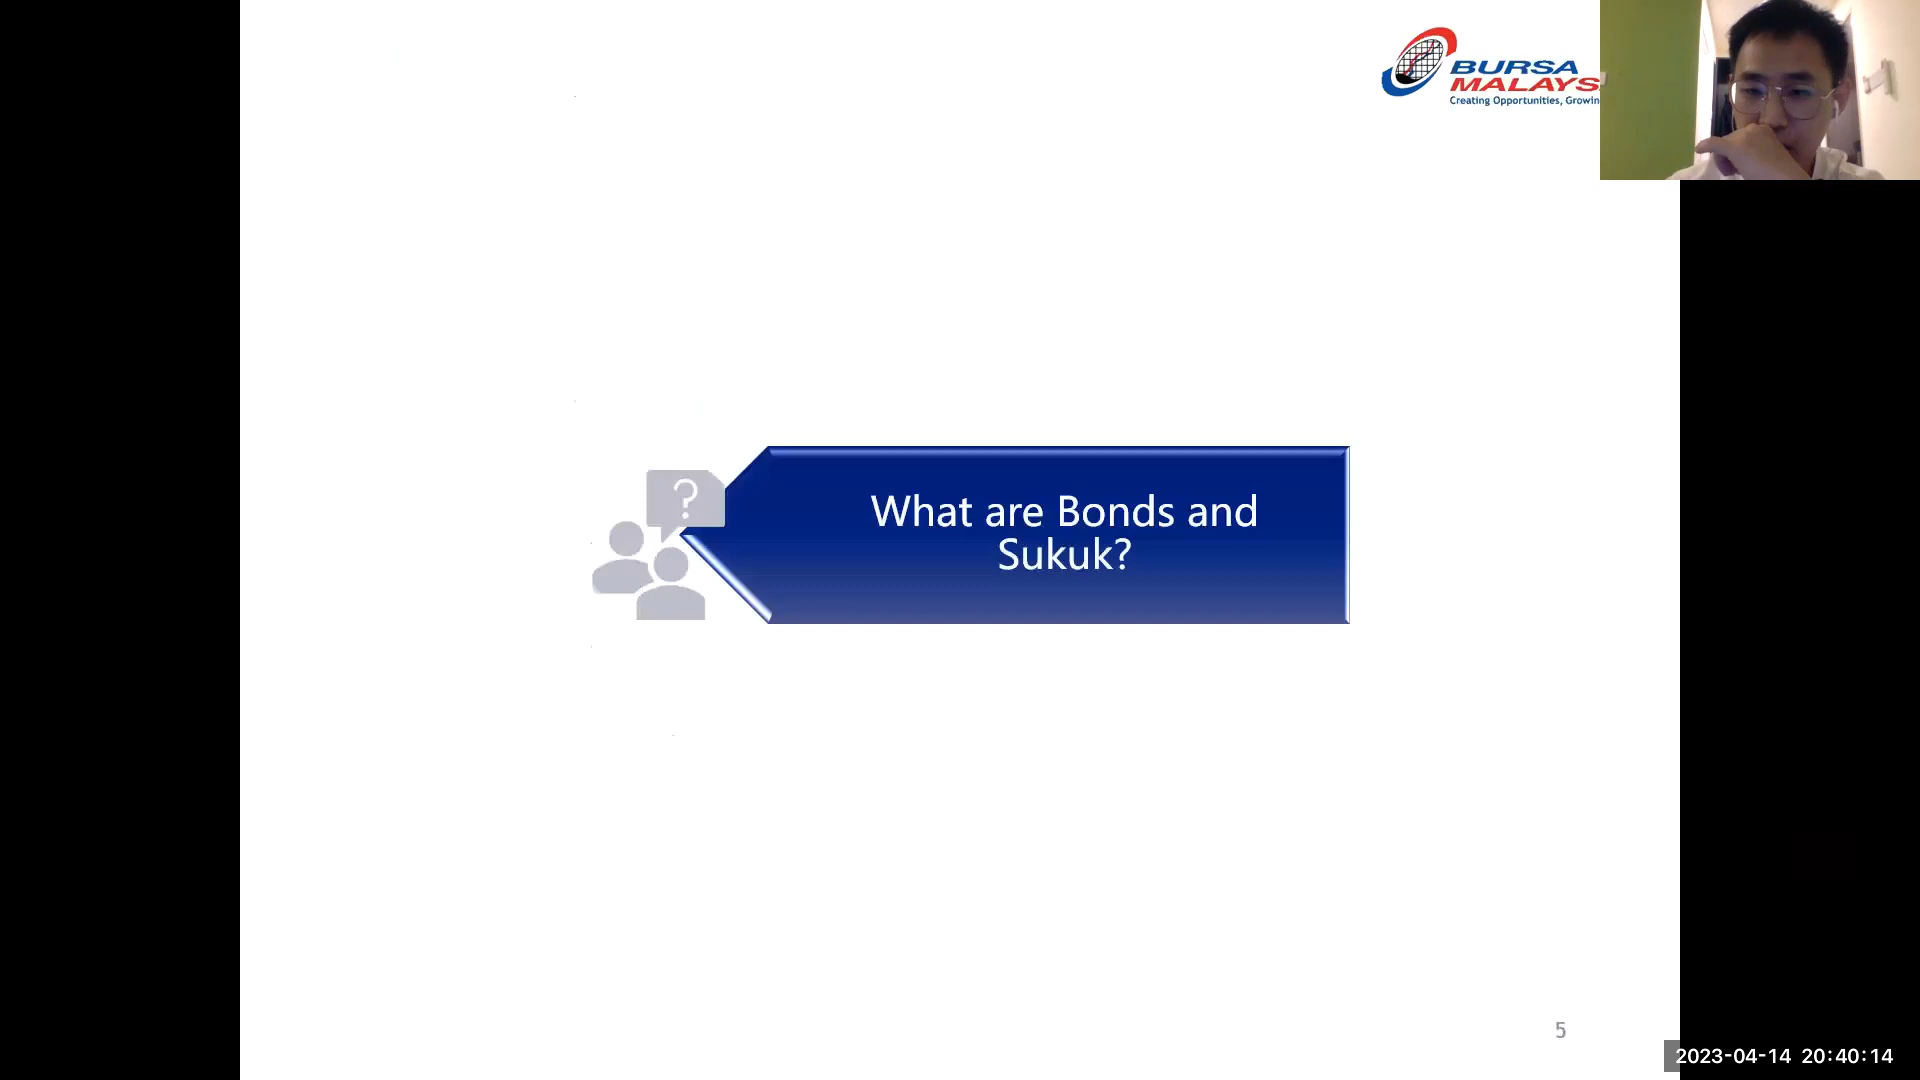 BURSA
MALAYS
Creating Opportunities, Growin
?
What are Bonds and
Sukuk?
5
2023-04-14 20:40:14